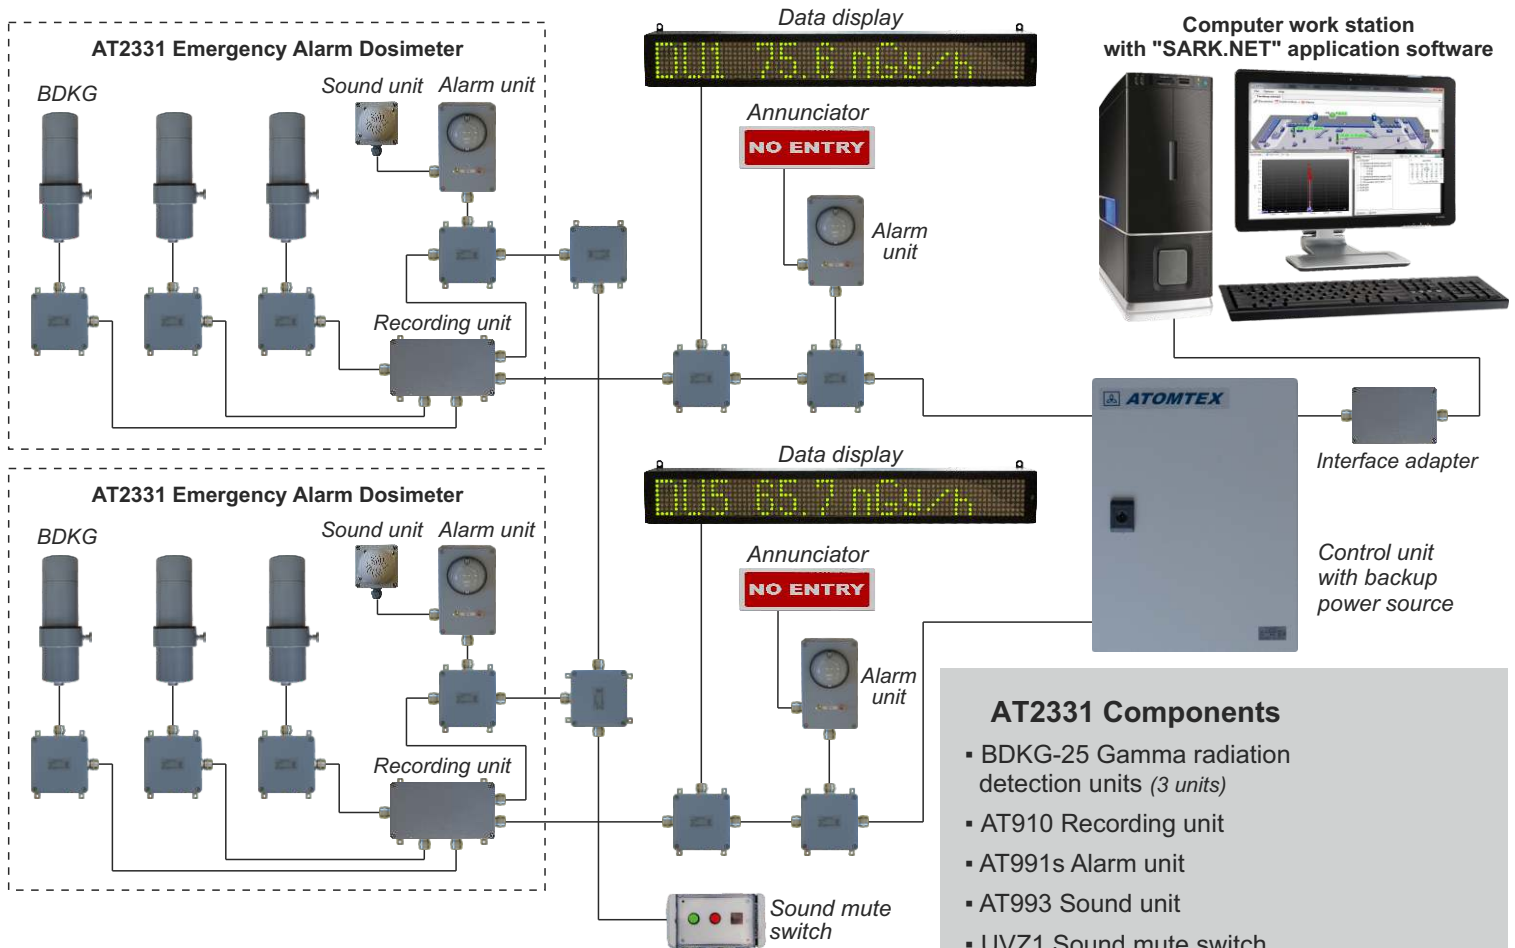 Data display
Computer work station
with "SARK.NET" application software
AT2331 Emergency Alarm Dosimeter
DU1 75.6 nGy/h
BDKG
Sound unit
Alarm unit
Annunciator
NO ENTRY
Alarm
unit
Recording unit
ATOMTEX
Interface adapter
Data display
AT2331 Emergency Alarm Dosimeter
DU5 65.7 nGy/h
BDKG
Sound unit
Alarm unit
Annunciator
NO ENTRY
Control unit
with backup
power source
Alarm
unit
Recording unit
Sound mute
switch
AT2331 Components
▪ BDKG-25 Gamma radiation
detection units (3 units)
▪ AT910 Recording unit
▪ AT991s Alarm unit
▪ AT993 Sound unit
▪ UVZ1 Sound mute switch